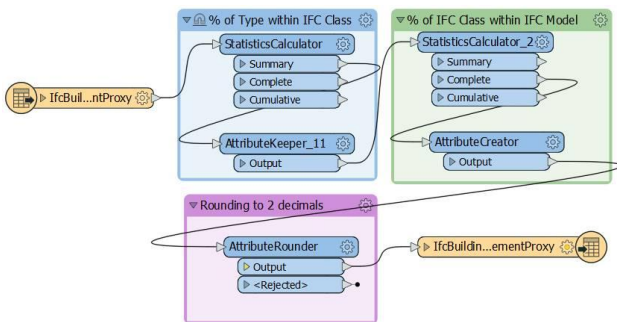 % of Type within IFC Class
StatisticsCalculator
Summary
Complete
Cumulative
AttributeKeeper_11
Output
% of IFC Class within IFC Model
StatisticsCalculator_2
Summary
Complete
Cumulative
AttributeCreator
Output
IfcBuil...ntProxy
Rounding to 2 decimals
AttributeRounder
Output
<Rejected>
IfcBuildin...ementProxy